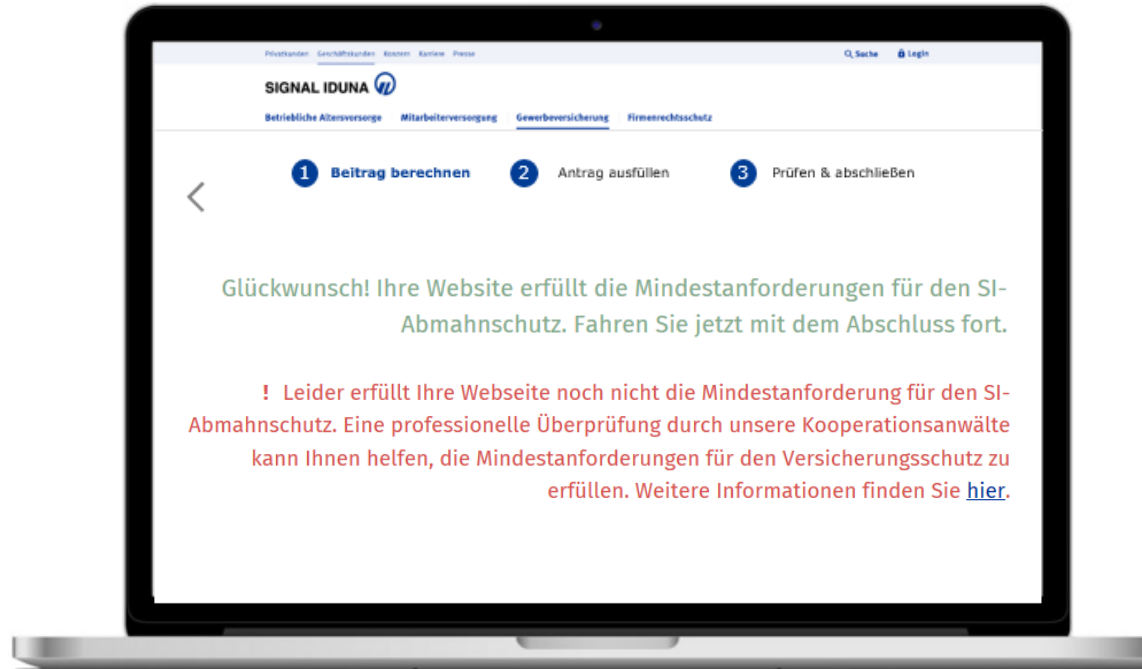 Privatkunden Geschäftskunden Konzern Karriere Presse
Suche Login
SIGNAL IDUNA
Betriebliche Altersversorge Mitarbeiterversorgung Gewerbeversicherung Firmenrechtsschutz
1 Beitrag berechnen 2 Antrag ausfüllen 3 Prüfen & abschließen
Glückwunsch! Ihre Website erfüllt die Mindestanforderungen für den SI-
Abmahnschutz. Fahren Sie jetzt mit dem Abschluss fort.
! Leider erfüllt Ihre Webseite noch nicht die Mindestanforderung für den SI-
Abmahnschutz. Eine professionelle Überprüfung durch unsere Kooperationsanwälte
kann Ihnen helfen, die Mindestanforderungen für den Versicherungsschutz zu
erfüllen. Weitere Informationen finden Sie hier.